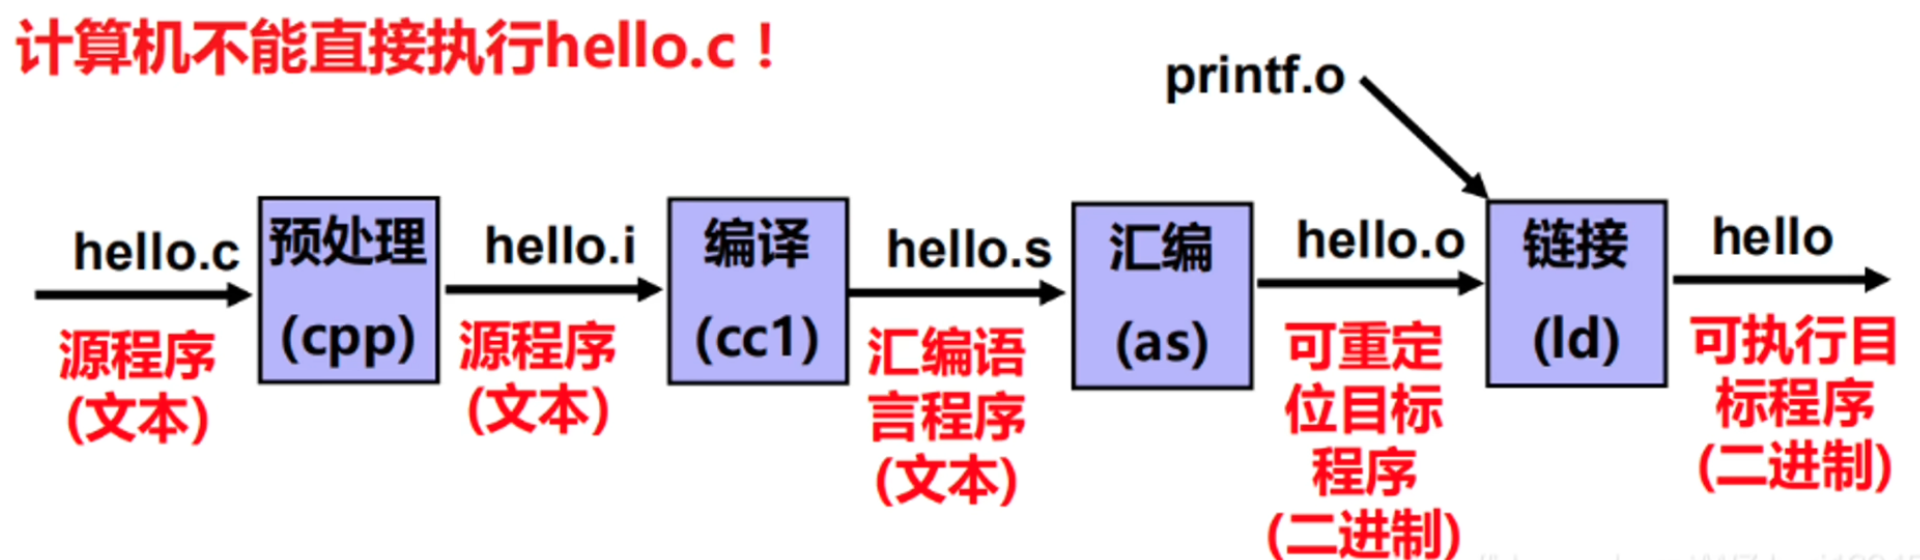 计算机不能直接执行hello.c！
printf.o
hello.c
预处理
(cpp)
hello.i
编译
(cc1)
hello.s
汇编
(as)
hello.o
链接
(ld)
hello
源程序
(文本)
源程序
(文本)
汇编语
言程序
(文本)
可重定
位目标
程序
(二进制)
可执行目
标程序
(二进制)